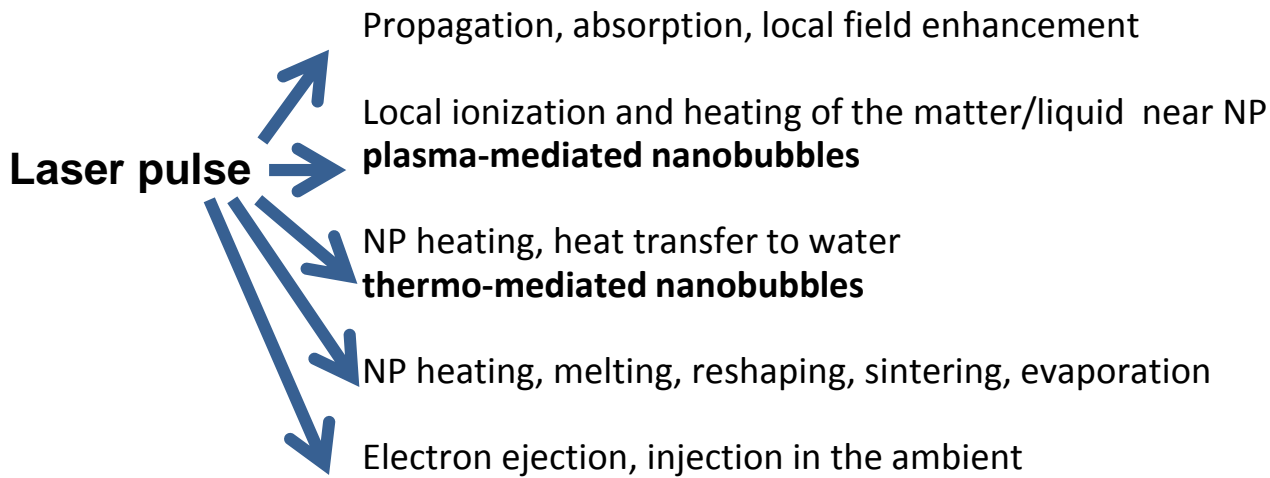 Propagation, absorption, local field enhancement
Local ionization and heating of the matter/liquid near NP
plasma-mediated nanobubbles
Laser pulse
NP heating, heat transfer to water
thermo-mediated nanobubbles
NP heating, melting, reshaping, sintering, evaporation
Electron ejection, injection in the ambient